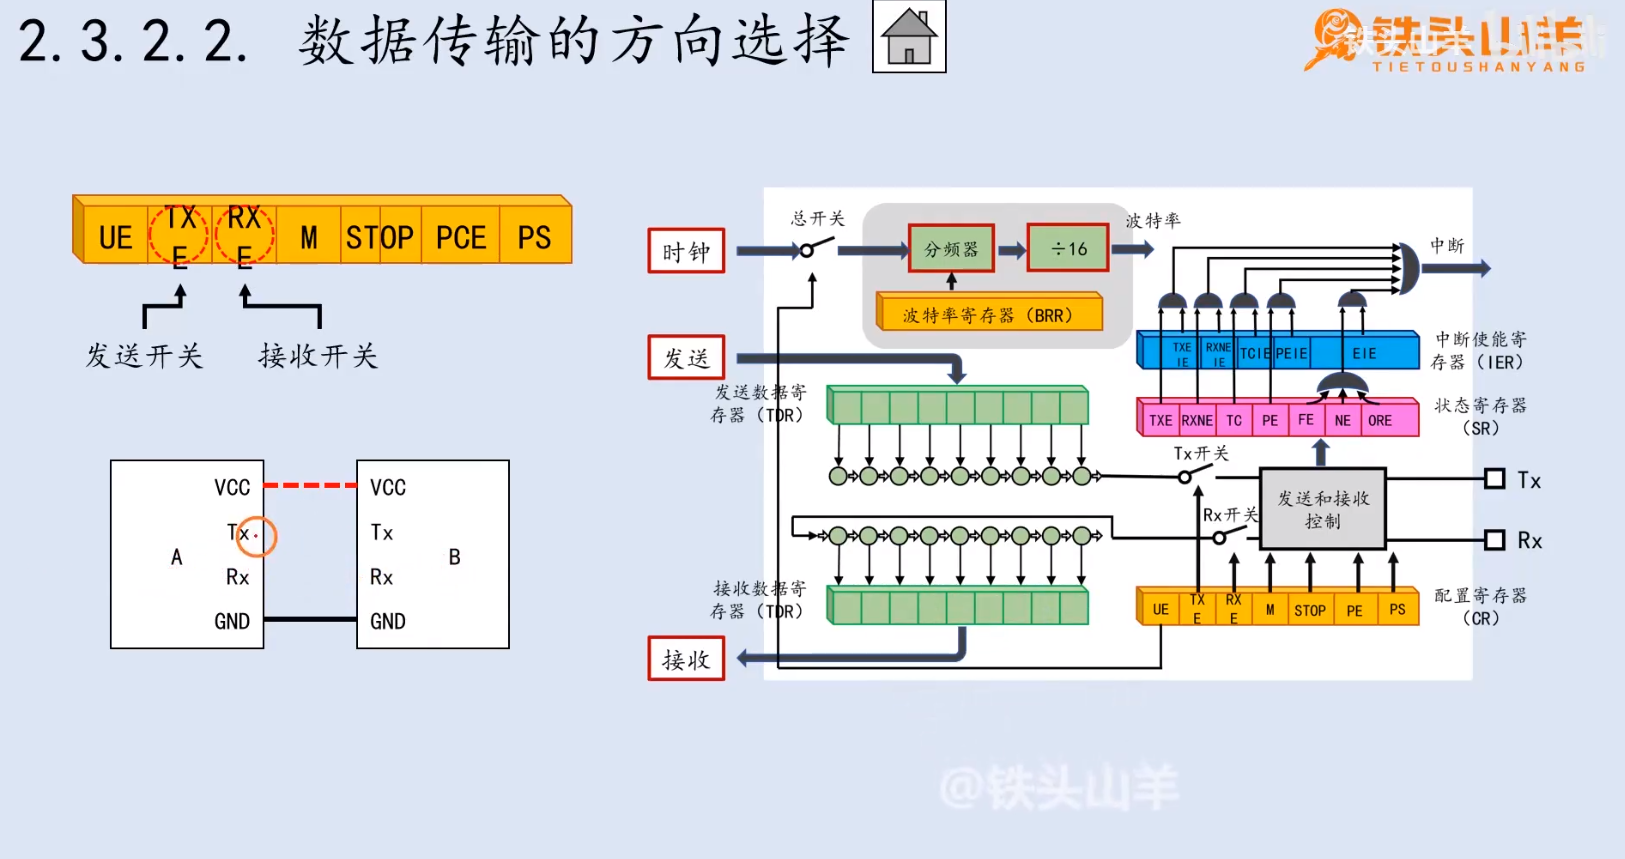 2.3.2.2. 数据传输的方向选择
铁头山羊
TIETOUSHANYANG
UE TXE RXE M STOP PCE PS
发送开关 接收开关
VCC VCC
Tx Tx
A B
Rx Rx
GND GND
总开关
波特率
时钟
分频器
÷16
中断
波特率寄存器（BRR）
发送
发送数据寄
存器（TDR）
TXE
IE
RXNE
IE
TCIE
PEIE
EIE
中断使能寄
存器（IER）
TXE RXNE TC PE FE NE ORE
状态寄存器
（SR）
Tx开关
Rx开关
发送和接收
控制
Tx
Rx
接收数据寄
存器（TDR）
UE TXE RXE M STOP PE PS
配置寄存器
（CR）
接收
@铁头山羊